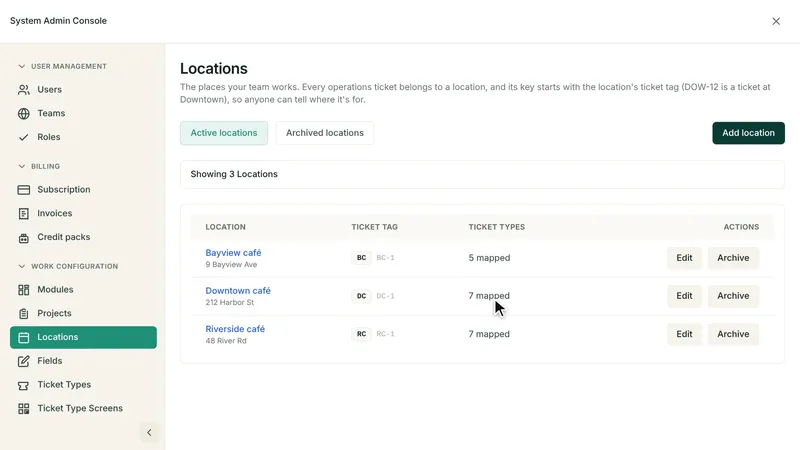 System Admin Console
USER MANAGEMENT
Users
Teams
Roles
BILLING
Subscription
Invoices
Credit packs
WORK CONFIGURATION
Modules
Projects
Locations
Fields
Ticket Types
Ticket Type Screens
Locations
The places your team works. Every operations ticket belongs to a location, and its key starts with the location's ticket tag (DOW-12 is a ticket at
Downtown), so anyone can tell where it's for.
Active locations Archived locations Add location
Showing 3 Locations
LOCATION TICKET TAG TICKET TYPES ACTIONS
Bayview café
9 Bayview Ave
BC BC-1 5 mapped Edit Archive
Downtown café
212 Harbor St
DC DC-1 7 mapped Edit Archive
Riverside café
48 River Rd
RC RC-1 7 mapped Edit Archive